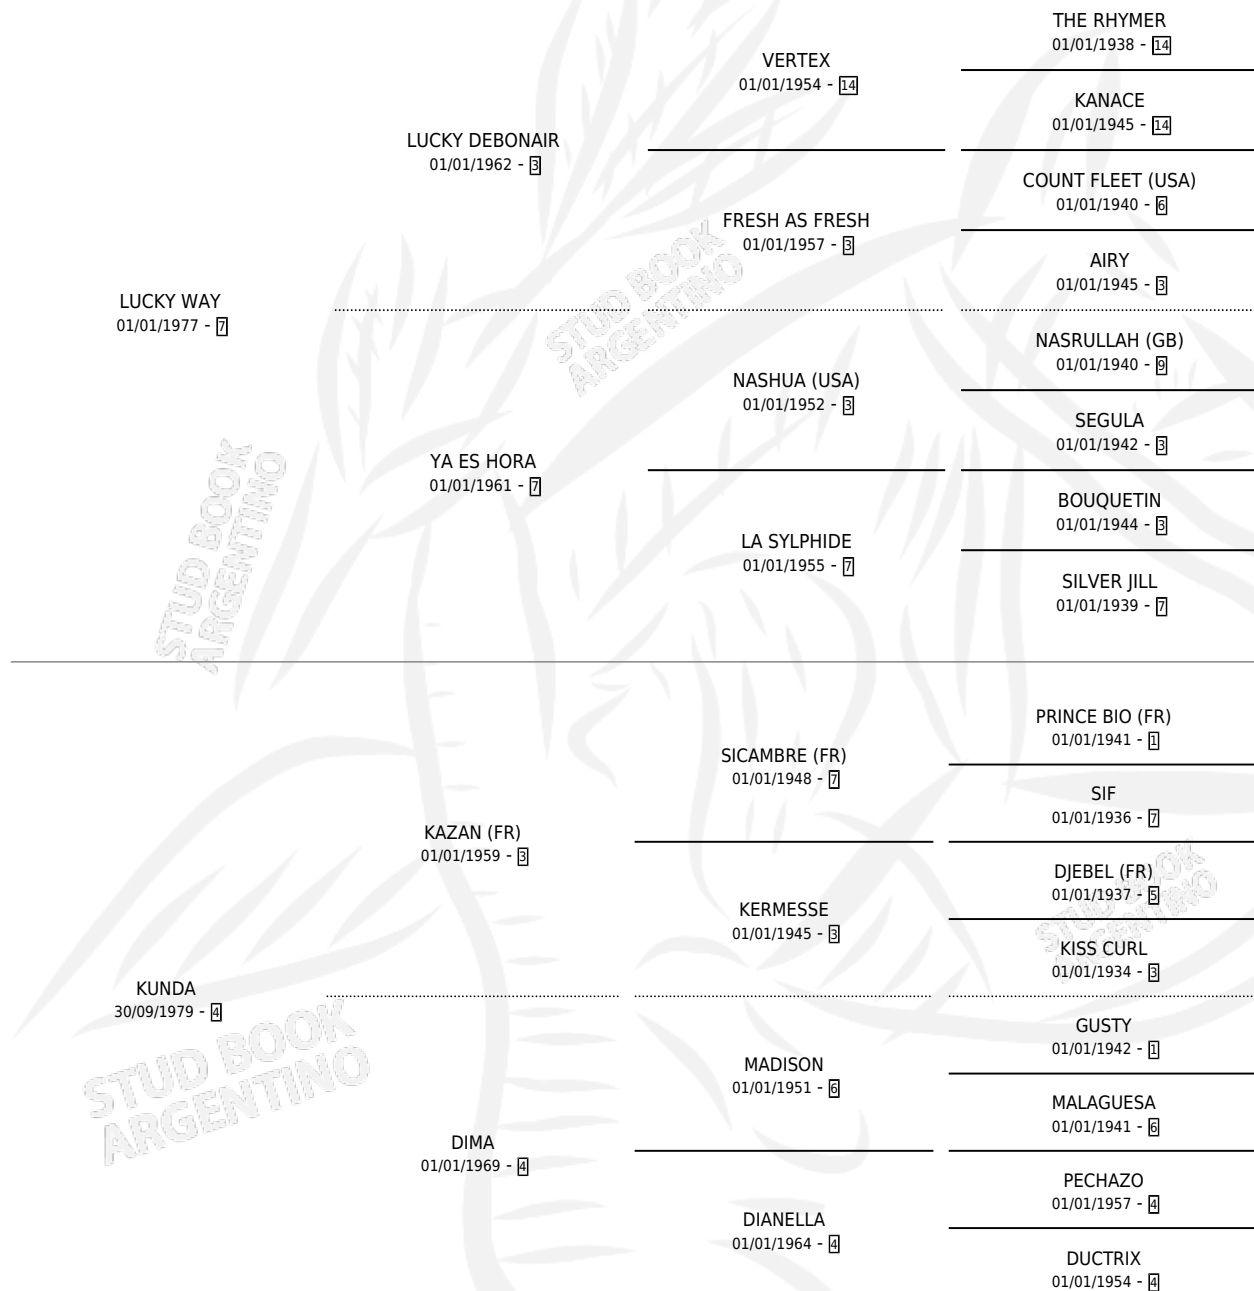 THE RHYMER
01/01/1938 - 14
VERTEX
01/01/1954 - 14
KANACE
01/01/1945 - 14
LUCKY DEBONAIR
01/01/1962 - 3
COUNT FLEET (USA)
01/01/1940 - 6
FRESH AS FRESH
01/01/1957 - 3
AIRY
01/01/1945 - 3
LUCKY WAY
01/01/1977 - 7
STUD BOOK
ARGENTINO
NASRULLAH (GB)
01/01/1940 - 9
NASHUA (USA)
01/01/1952 - 3
SEGULA
01/01/1942 - 3
YA ES HORA
01/01/1961 - 7
BOUQUETIN
01/01/1944 - 3
LA SYLPHIDE
01/01/1955 - 7
SILVER JILL
01/01/1939 - 7
STUD BOOK
ARGENTINO
PRINCE BIO (FR)
01/01/1941 - 1
SICAMBRE (FR)
01/01/1948 - 7
SIF
01/01/1936 - 7
KAZAN (FR)
01/01/1959 - 3
DJEBEL (FR)
01/01/1937 - 5
KERMESSE
01/01/1945 - 3
STUD BOOK
ARGENTINO
KISS CURL
01/01/1934 - 3
KUNDA
30/09/1979 - 4
GUSTY
01/01/1942 - 1
MADISON
01/01/1951 - 6
MALAGUESA
01/01/1941 - 6
STUD BOOK
ARGENTINO
DIMA
01/01/1969 - 4
PECHAZO
01/01/1957 - 4
DIANELLA
01/01/1964 - 4
DUCTRIX
01/01/1954 - 4